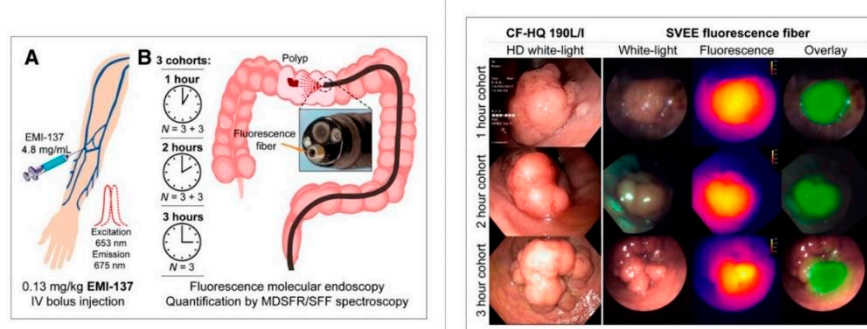 A
B
3 cohorts:
1 hour
N = 3 + 3
2 hours
N = 3 + 3
3 hours
N = 3
Polyp
Fluorescence
fiber
EMI-137
4.8 mg/mL
Excitation
653 nm
Emission
675 nm
0.13 mg/kg EMI-137
IV bolus injection
Fluorescence molecular endoscopy
Quantification by MDSFR/SFF spectroscopy
CF-HQ 190L/I
SVEE fluorescence fiber
HD white-light
White-light
Fluorescence
Overlay
1 hour cohort
2 hour cohort
3 hour cohort